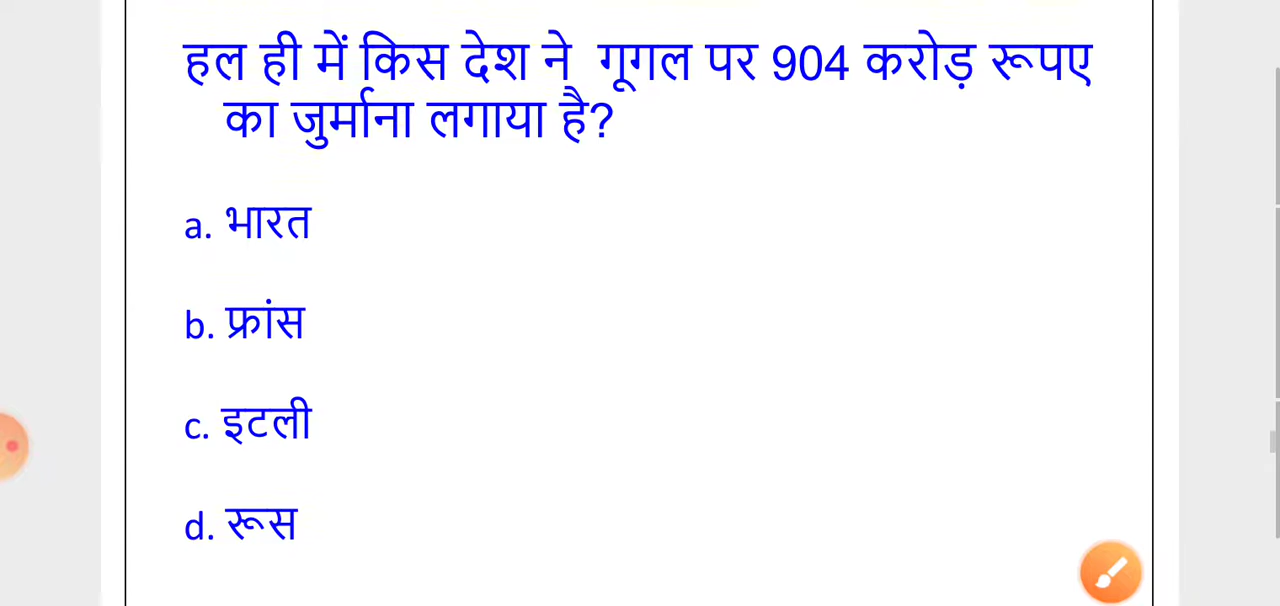 हल ही में किस देश ने गूगल पर 904 करोड़ रूपए
का जुर्माना लगाया है?
a. भारत
b. फ्रांस
c. इटली
d. रूस